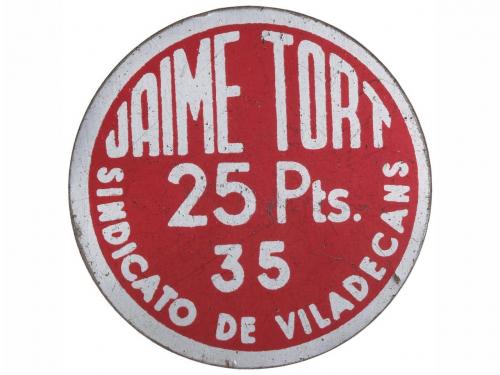 JAIME TORT
25 Pts.
35
SINDICATO DE VILADECANS